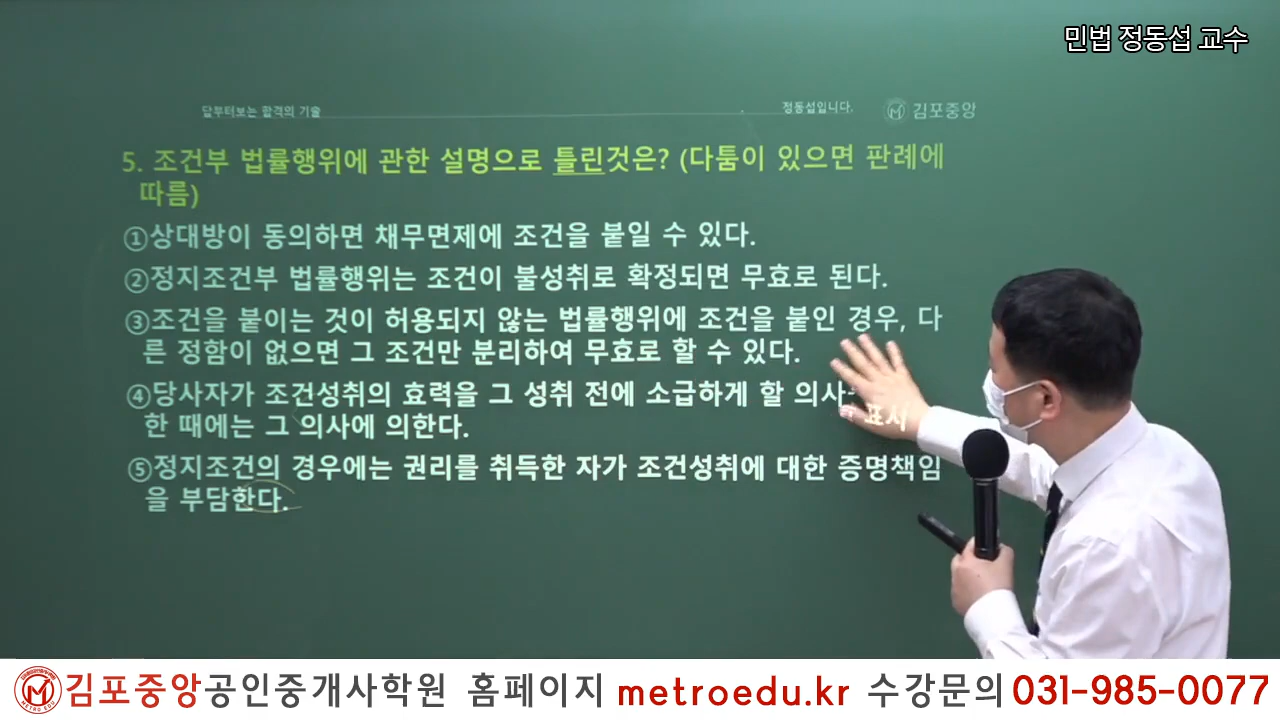 민법 정동섭 교수
답부터보는 합격의 기술
정동섭입니다.
김포중앙
5. 조건부 법률행위에 관한 설명으로 틀린것은? (다툼이 있으면 판례에
따름)
①상대방이 동의하면 채무면제에 조건을 붙일 수 있다.
②정지조건부 법률행위는 조건이 불성취로 확정되면 무효로 된다.
③조건을 붙이는 것이 허용되지 않는 법률행위에 조건을 붙인 경우, 다
른 정함이 없으면 그 조건만 분리하여 무효로 할 수 있다.
④당사자가 조건성취의 효력을 그 성취 전에 소급하게 할 의사 표시
한 때에는 그 의사에 의한다.
⑤정지조건의 경우에는 권리를 취득한 자가 조건성취에 대한 증명책임
을 부담한다.
METRO EDU
김포중앙공인중개사학원 홈페이지 metroedu.kr 수강문의 031-985-0077